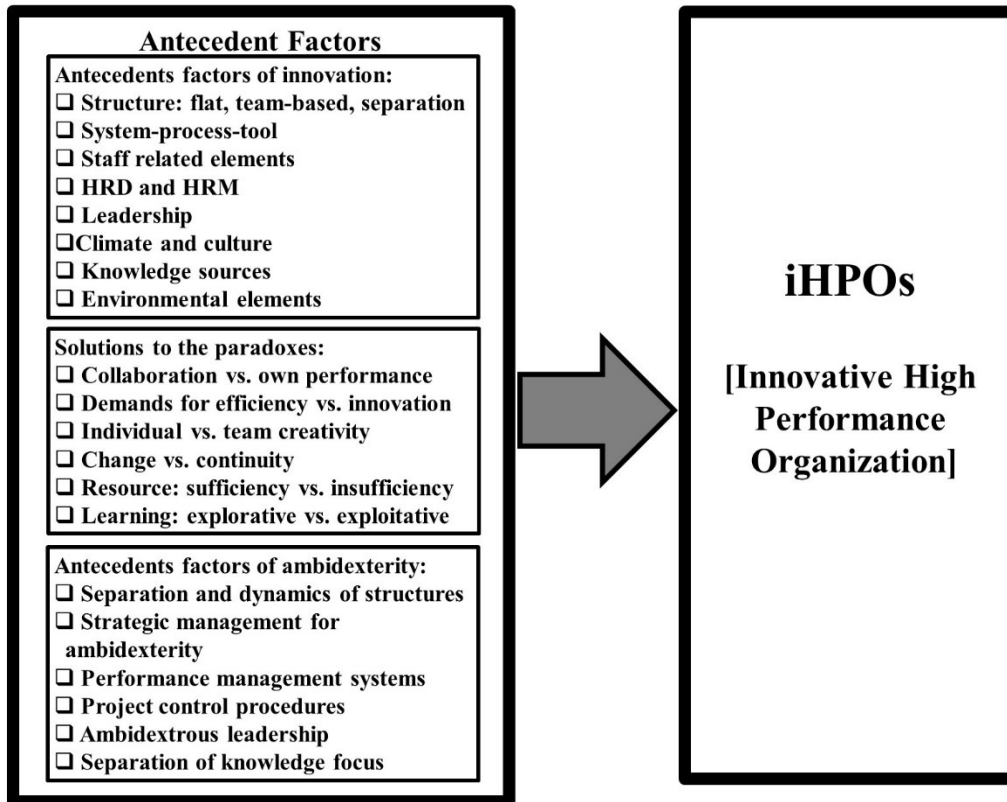 Antecedent Factors
Antecedents factors of innovation:
❑ Structure: flat, team-based, separation
❑ System-process-tool
❑ Staff related elements
❑ HRD and HRM
❑ Leadership
❑Climate and culture
❑ Knowledge sources
❑ Environmental elements
Solutions to the paradoxes:
❑ Collaboration vs. own performance
❑ Demands for efficiency vs. innovation
❑ Individual vs. team creativity
❑ Change vs. continuity
❑ Resource: sufficiency vs. insufficiency
❑ Learning: explorative vs. exploitative
Antecedents factors of ambidexterity:
❑ Separation and dynamics of structures
❑ Strategic management for
ambidexterity
❑ Performance management systems
❑ Project control procedures
❑ Ambidextrous leadership
❑ Separation of knowledge focus
iHPOs
[Innovative High
Performance
Organization]